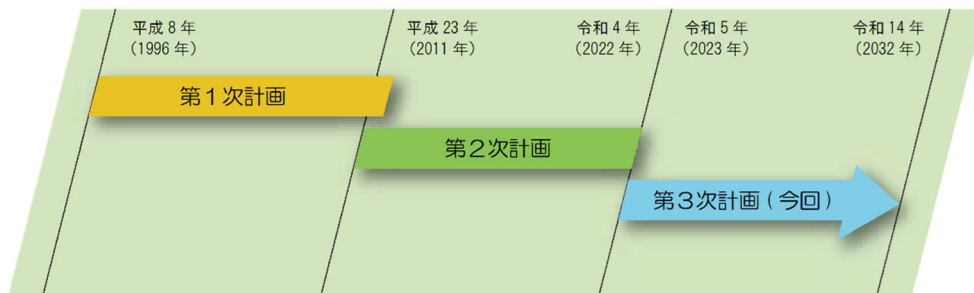 平成 8 年
（1996 年）
平成 23 年
（2011 年）
令和 4 年
（2022 年）
令和 5 年
（2023 年）
令和 14 年
（2032 年）
第１次計画
第２次計画
第３次計画 ( 今回 )